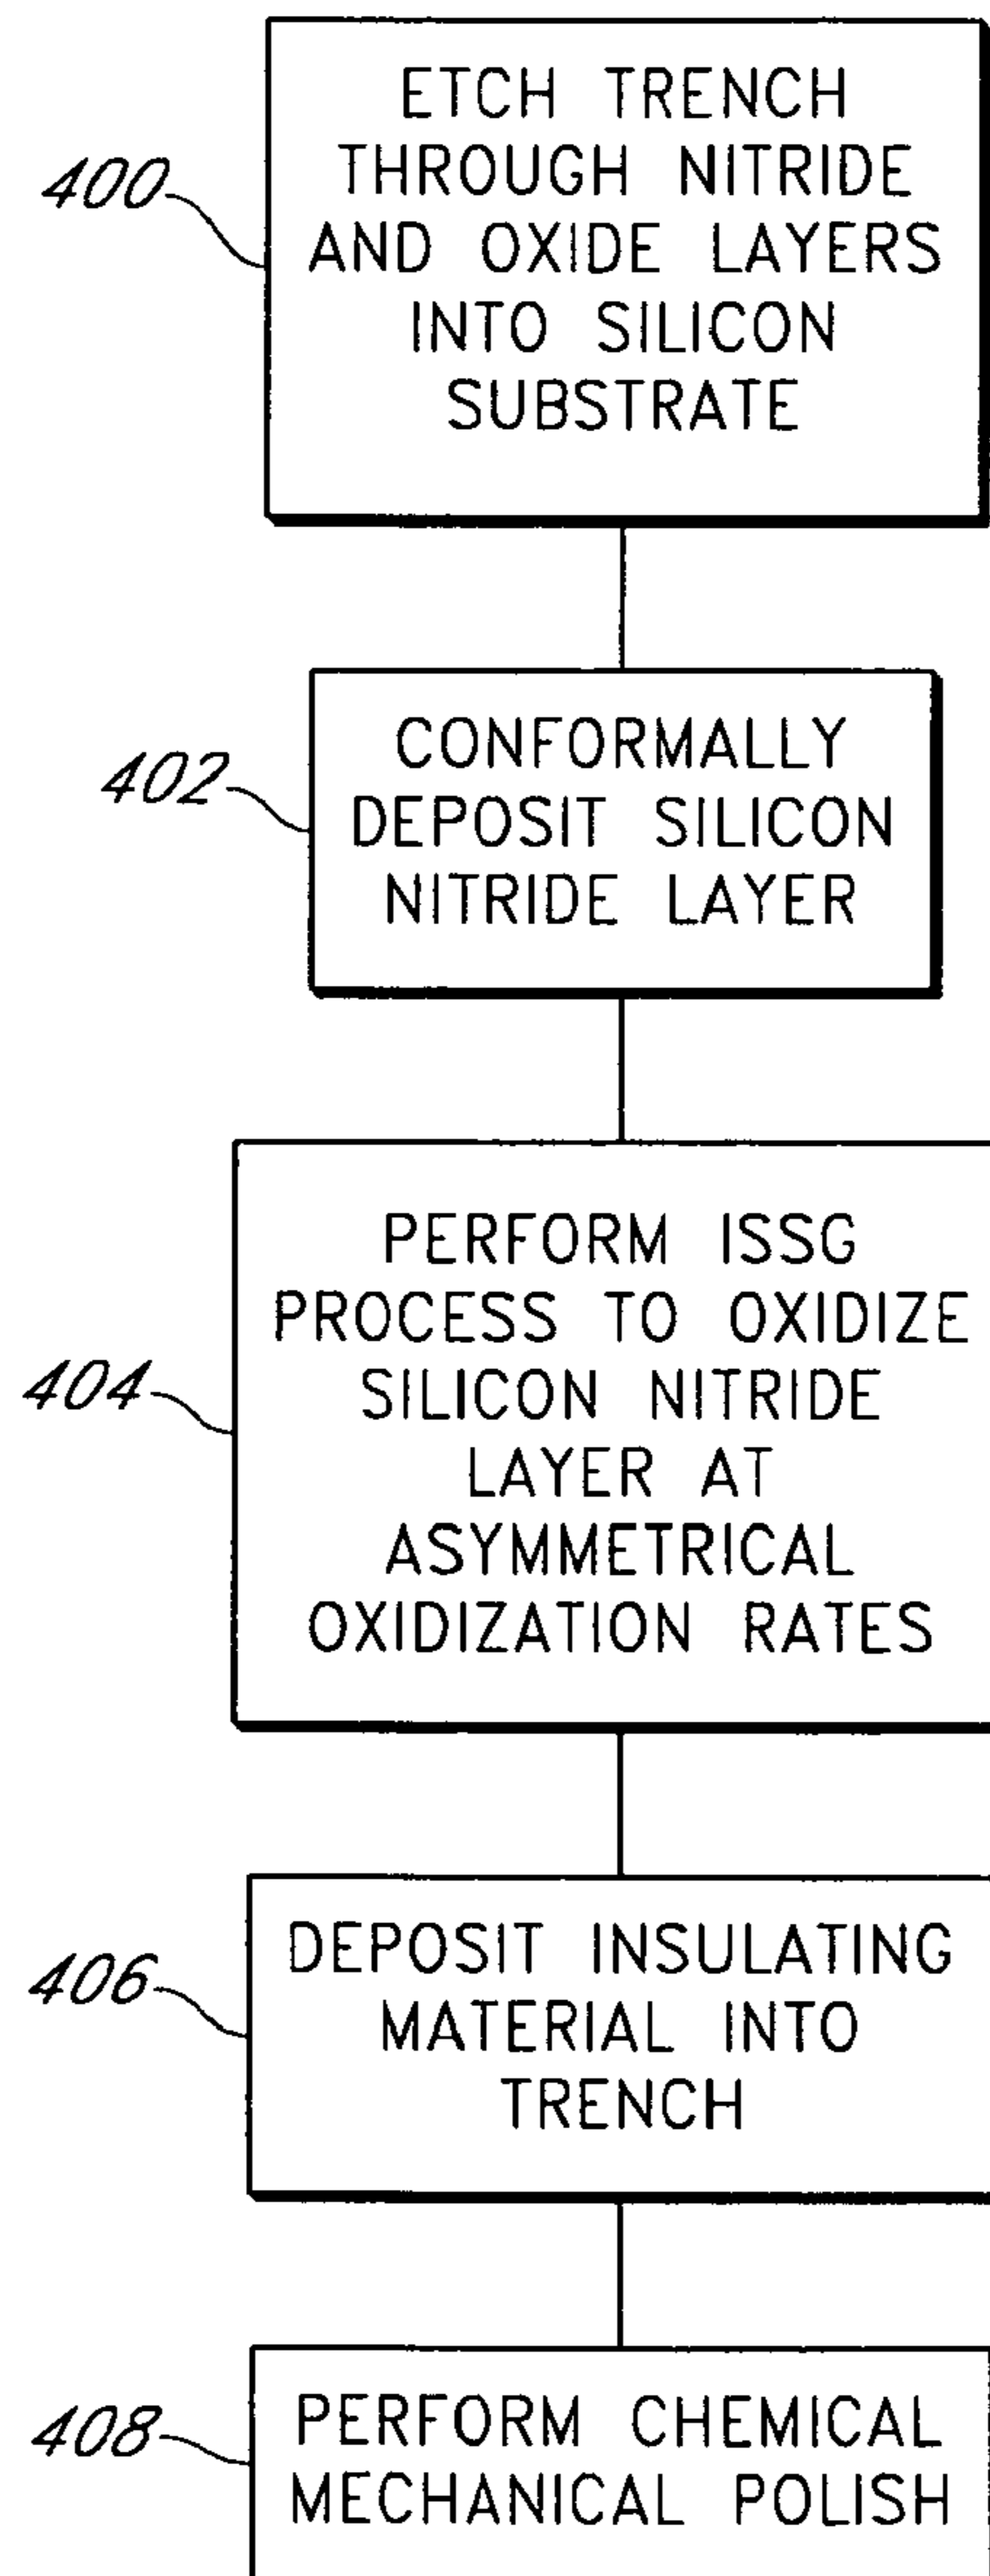 400
ETCH TRENCH
THROUGH NITRIDE
AND OXIDE LAYERS
INTO SILICON
SUBSTRATE
402
CONFORMALLY
DEPOSIT SILICON
NITRIDE LAYER
404
PERFORM ISSG
PROCESS TO OXIDIZE
SILICON NITRIDE
LAYER AT
ASYMMETRICAL
OXIDIZATION RATES
406
DEPOSIT INSULATING
MATERIAL INTO
TRENCH
408
PERFORM CHEMICAL
MECHANICAL POLISH